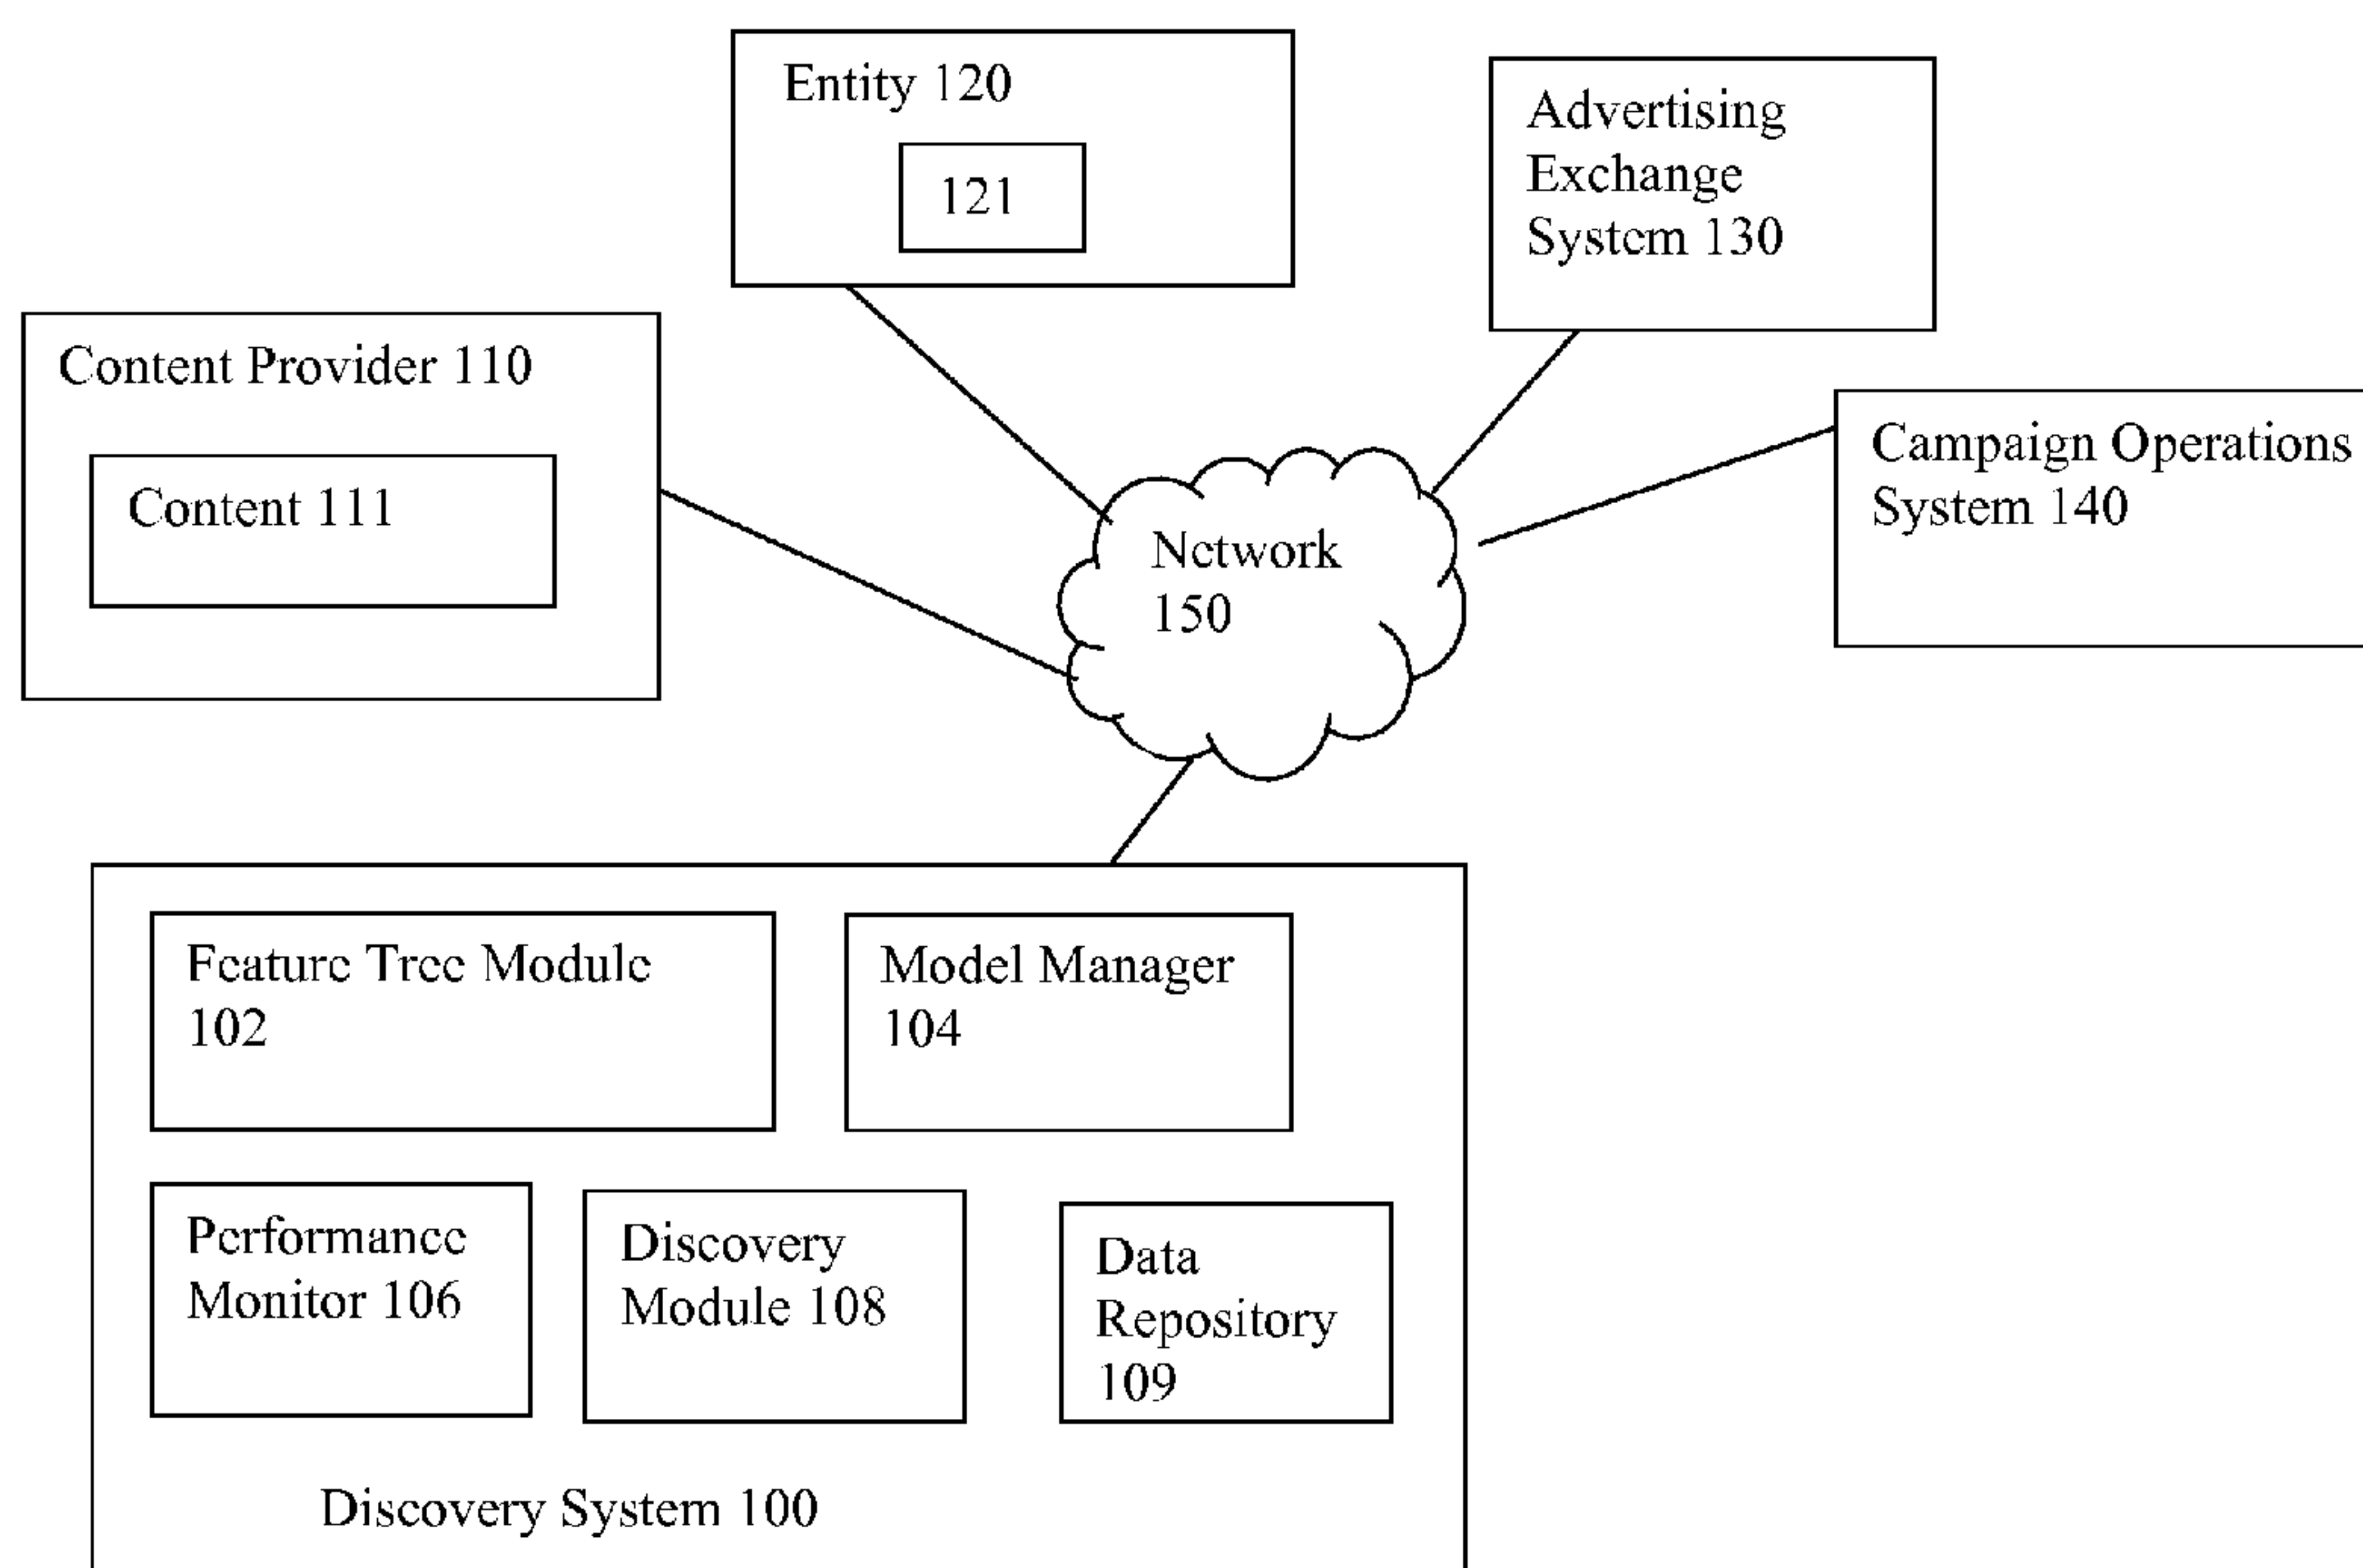 Entity 120
121
Advertising
Exchange
System 130
Content Provider 110
Content 111
Campaign Operations
System 140
Network
150
Feature Tree Module
102
Model Manager
104
Performance
Monitor 106
Discovery
Module 108
Data
Repository
109
Discovery System 100